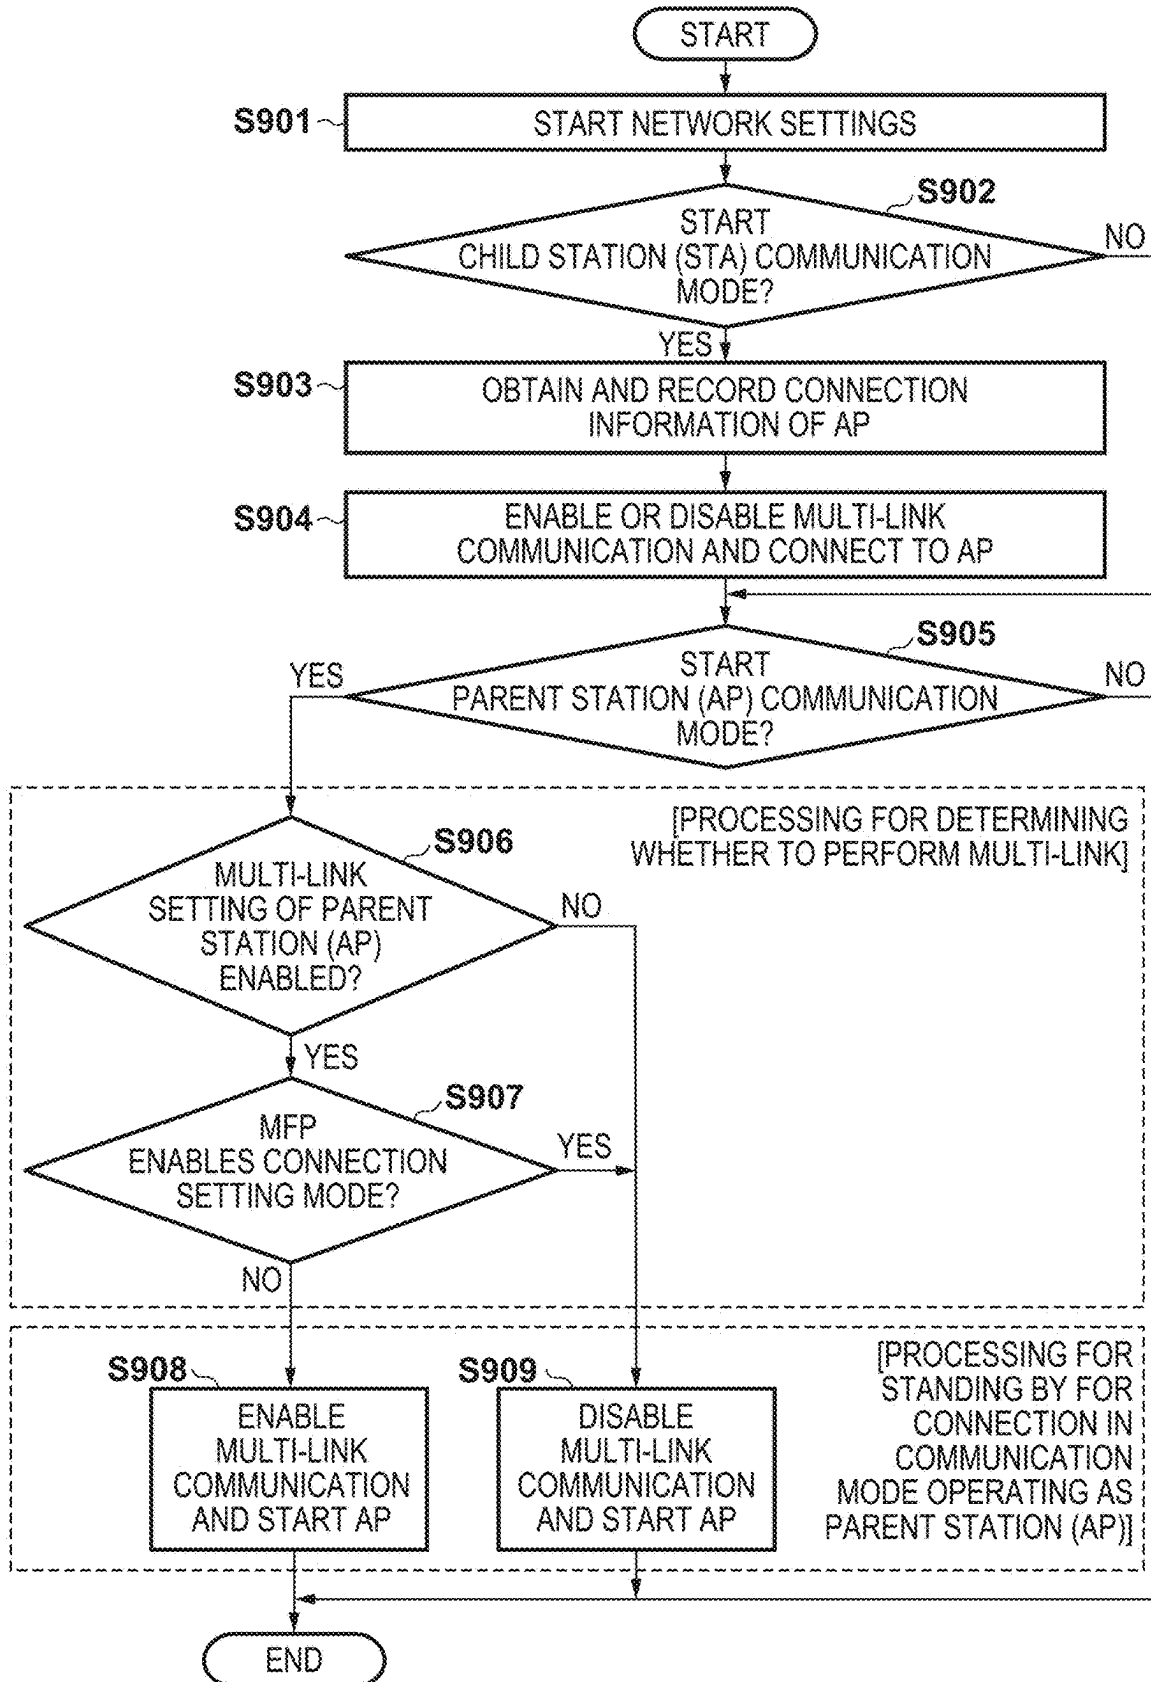 START
S901
START NETWORK SETTINGS
S902
START
CHILD STATION (STA) COMMUNICATION
MODE?
NO
YES
S903
OBTAIN AND RECORD CONNECTION
INFORMATION OF AP
S904
ENABLE OR DISABLE MULTI-LINK
COMMUNICATION AND CONNECT TO AP
S905
START
PARENT STATION (AP) COMMUNICATION
MODE?
YES
NO
[PROCESSING FOR DETERMINING
WHETHER TO PERFORM MULTI-LINK]
S906
MULTI-LINK
SETTING OF PARENT
STATION (AP)
ENABLED?
NO
YES
S907
MFP
ENABLES CONNECTION
SETTING MODE?
YES
NO
[PROCESSING FOR
STANDING BY FOR
CONNECTION IN
COMMUNICATION
MODE OPERATING AS
PARENT STATION (AP)]
S908
ENABLE
MULTI-LINK
COMMUNICATION
AND START AP
S909
DISABLE
MULTI-LINK
COMMUNICATION
AND START AP
END